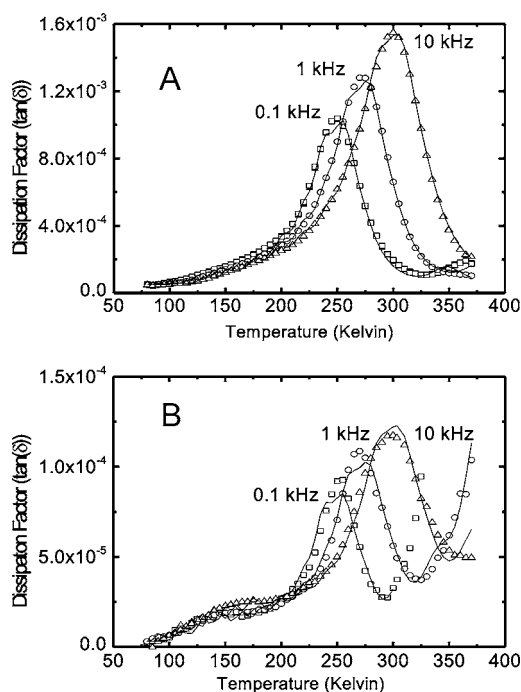 1.6x10⁻³
A
10 kHz
1 kHz
0.1 kHz
1.2x10⁻³
8.0x10⁻⁴
4.0x10⁻⁴
0.0
Dissipation Factor (tan(δ))
50 100 150 200 250 300 350 400
Temperature (Kelvin)
1.5x10⁻⁴
B
1 kHz
10 kHz
0.1 kHz
1.0x10⁻⁴
5.0x10⁻⁵
0.0
Dissipaton Factor (tan(δ))
50 100 150 200 250 300 350 400
Temperature (Kelvin)